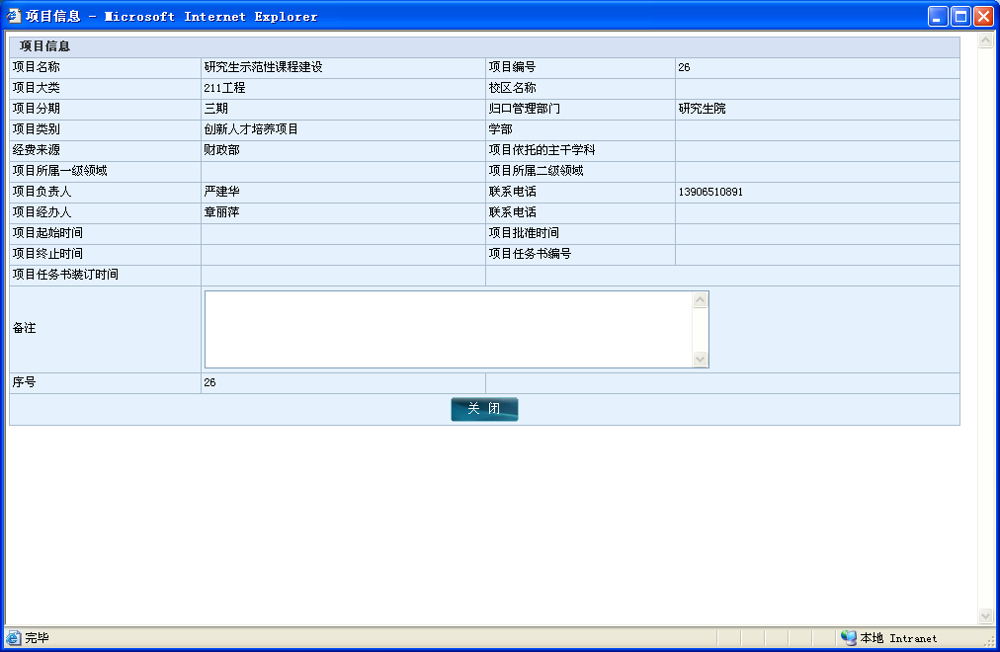 项目信息 - Microsoft Internet Explorer
项目信息
项目名称 研究生示范性课程建设 项目编号 26
项目大类 211工程 校区名称
项目分期 三期 归口管理部门 研究生院
项目类别 创新人才培养项目 学部
经费来源 财政部 项目依托的主干学科
项目所属一级领域 项目所属二级领域
项目负责人 严建华 联系电话 13906510891
项目经办人 章丽萍 联系电话
项目起始时间 项目批准时间
项目终止时间 项目任务书编号
项目任务书装订时间
备注
序号 26
关 闭
完毕 本地 Intranet